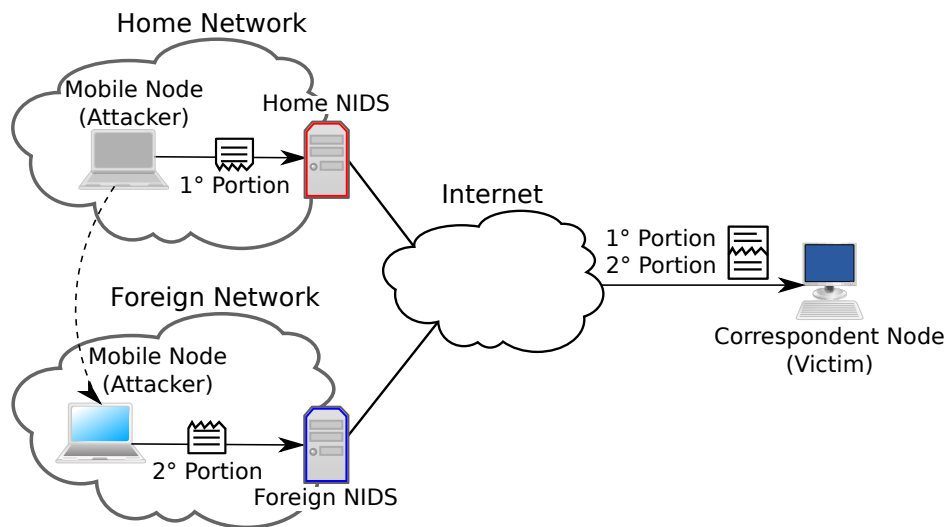 Home Network
Mobile Node
(Attacker)
Home NIDS
1° Portion
Internet
1° Portion
2° Portion
Correspondent Node
(Victim)
Foreign Network
Mobile Node
(Attacker)
2° Portion
Foreign NIDS